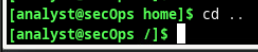 [analyst@secOps home]$ cd ..
[analyst@secOps /]$